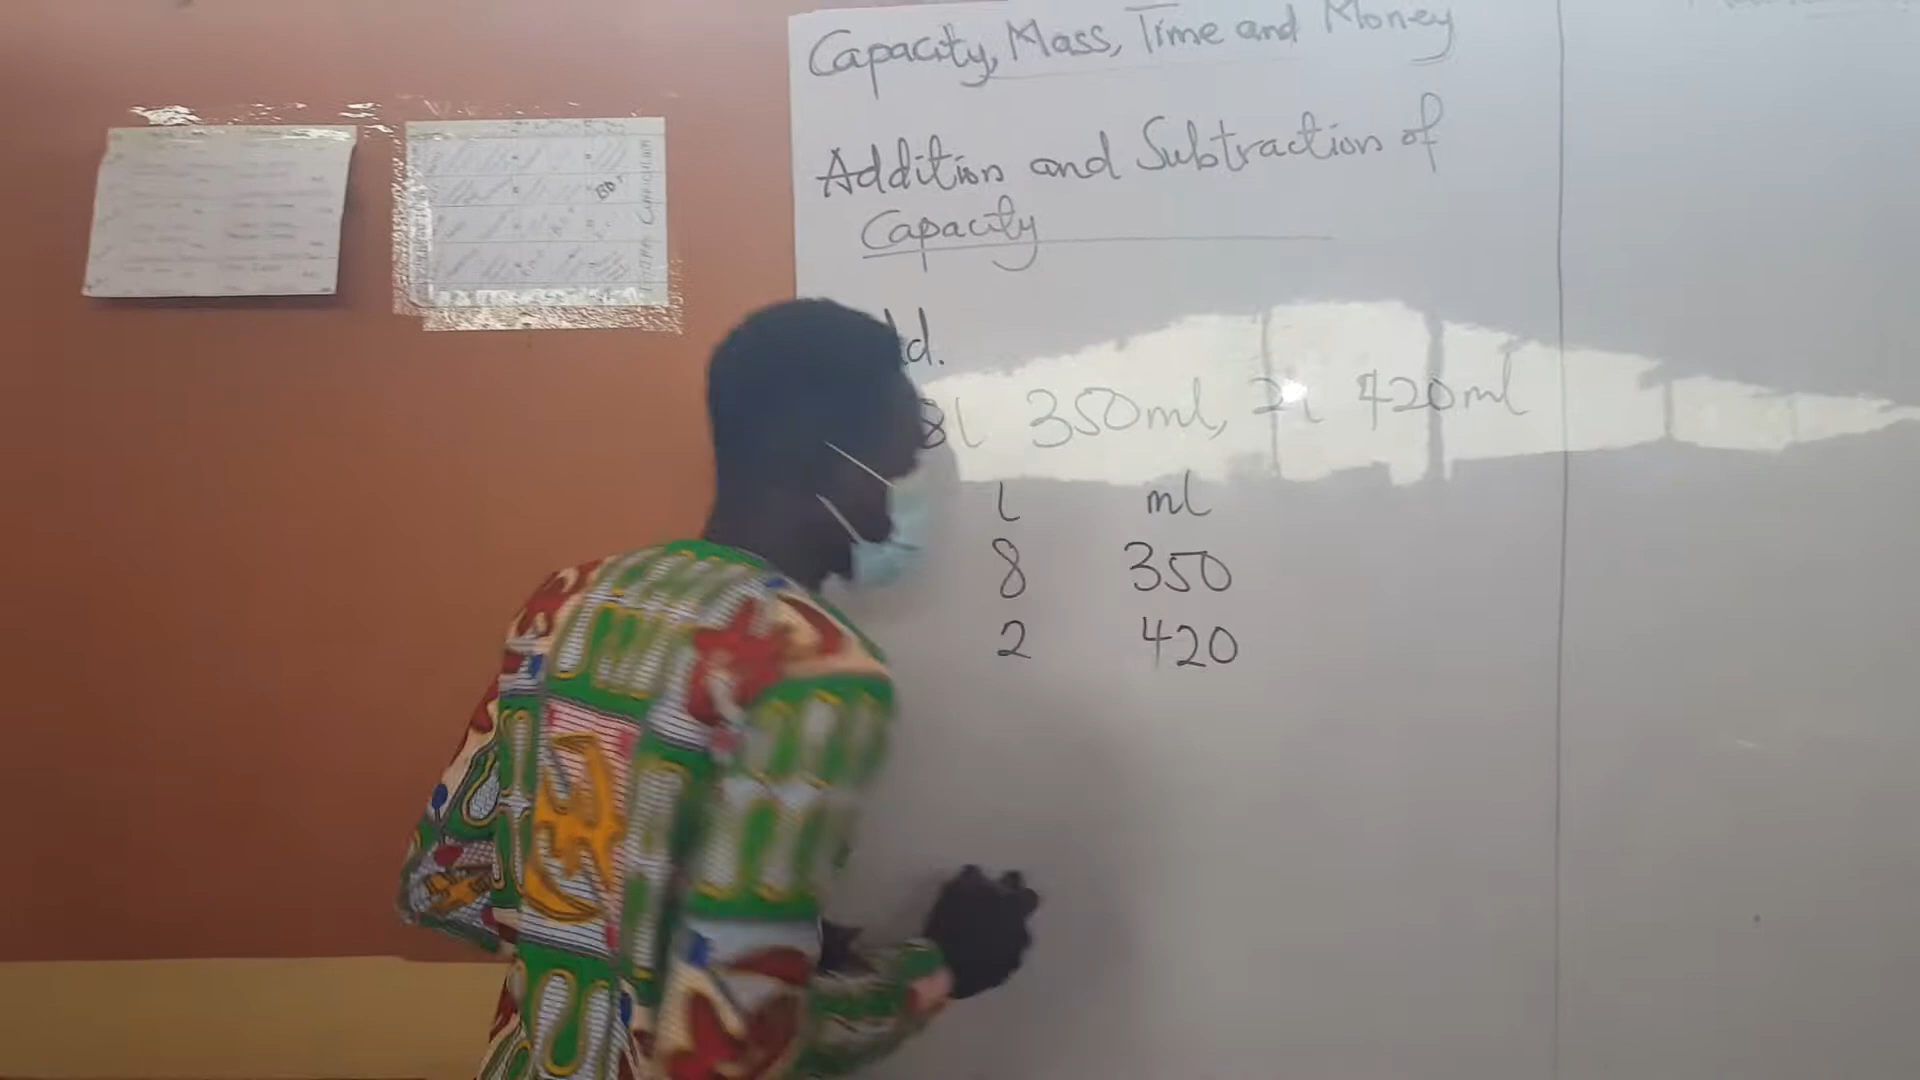 Capacity, Mass, Time and Money
Addition and Subtraction of
Capacity
d.
8l 350ml, 2l 420ml
l ml
8 350
2 420